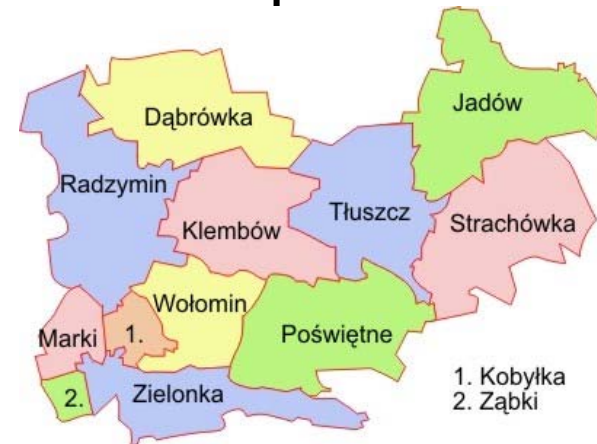 Jadów
Dąbrówka
Radzymin
Tłuszcz
Strachówka
Klembów
Wołomin
Marki
1.
Poświętne
2.
Zielonka
1. Kobyłka
2. Ząbki